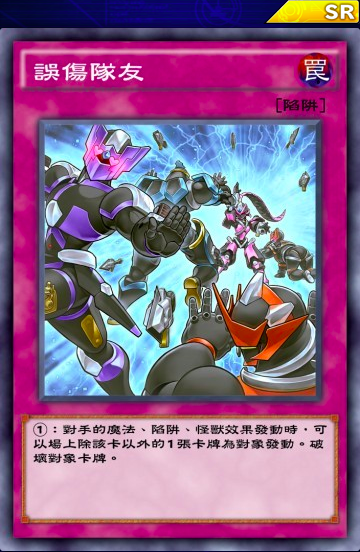 SR
誤傷隊友
罠
[陷阱]
①：對手的魔法、陷阱、怪獸效果發動時，可
以場上除該卡以外的1張卡牌為對象發動。破
壞對象卡牌。